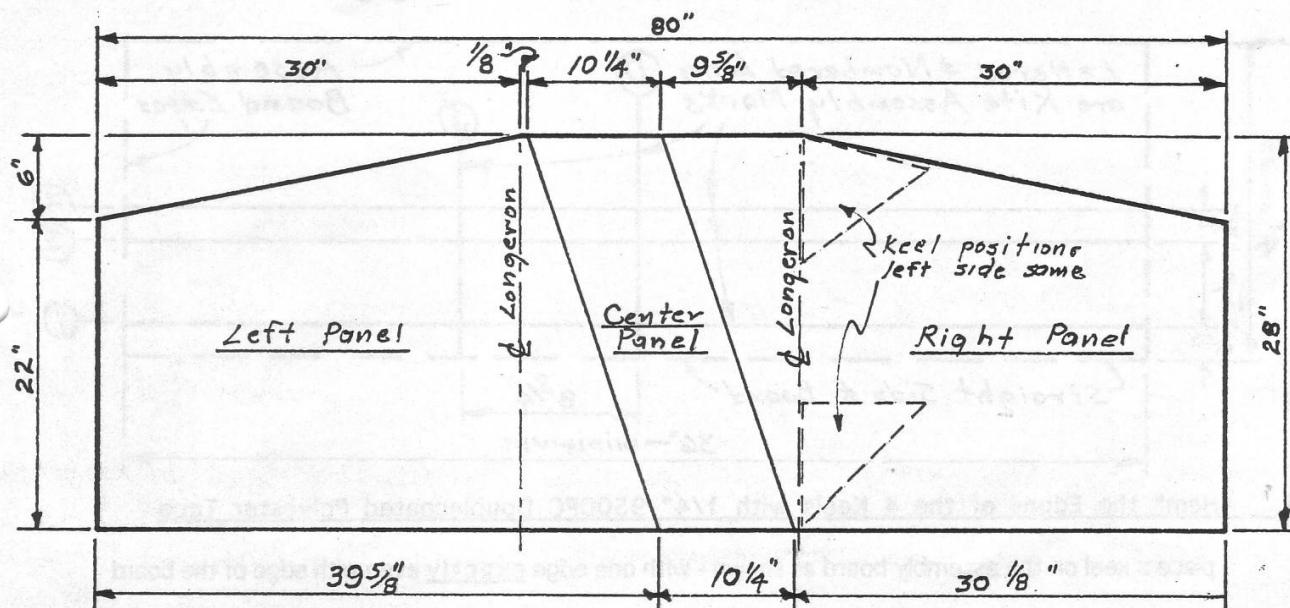 80"
30"
1/8"
10 1/4"
9 5/8"
30"
6"
22"
28"
℄ Longeron
℄ Longeron
Keel positions
left side same
Left Panel
Center
Panel
Right Panel
39 5/8"
10 1/4"
30 1/8"